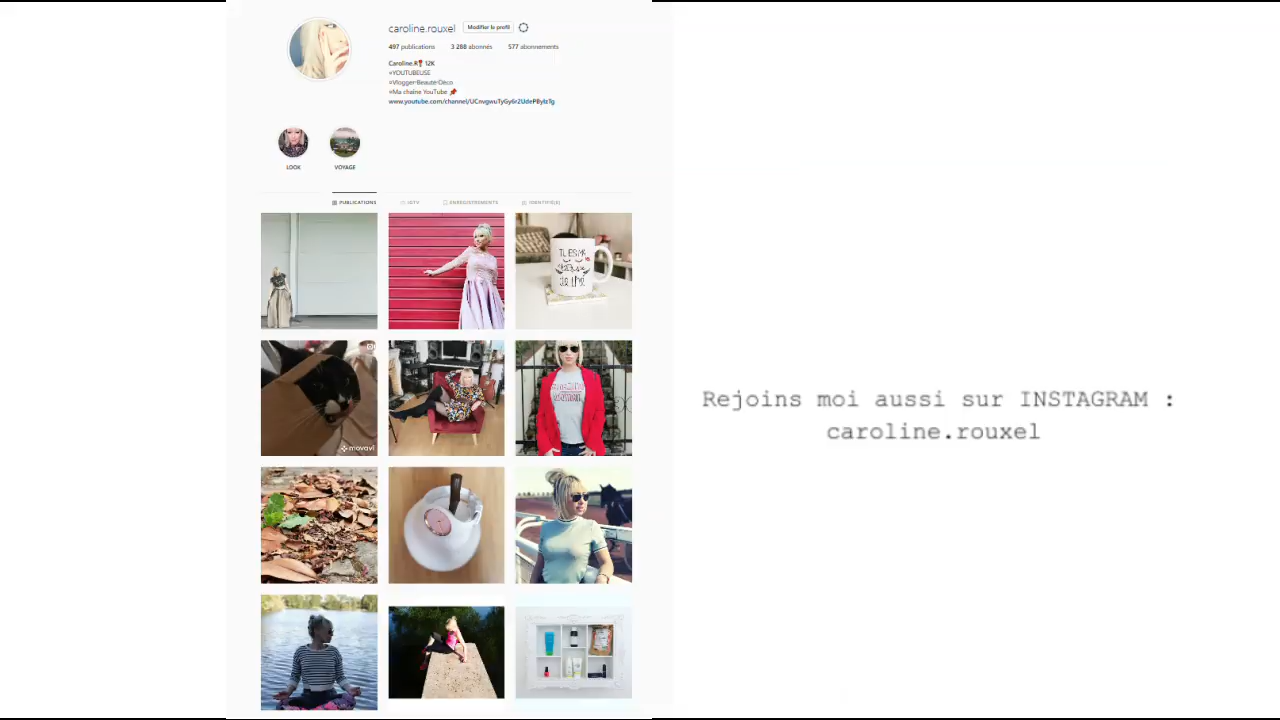 caroline.rouxel Modifier le profil
497 publications 3 288 abonnés 577 abonnements
Caroline.R🌹 12K
¤YOUTUBEUSE
¤Vlogger-Beauté-Déco
¤Ma chaîne YouTube 📌
LOOK VOYAGE
PUBLICATIONS IGTV ENREGISTREMENTS IDENTIFIÉ(E)
movavi
Rejoins moi aussi sur INSTAGRAM :
caroline.rouxel